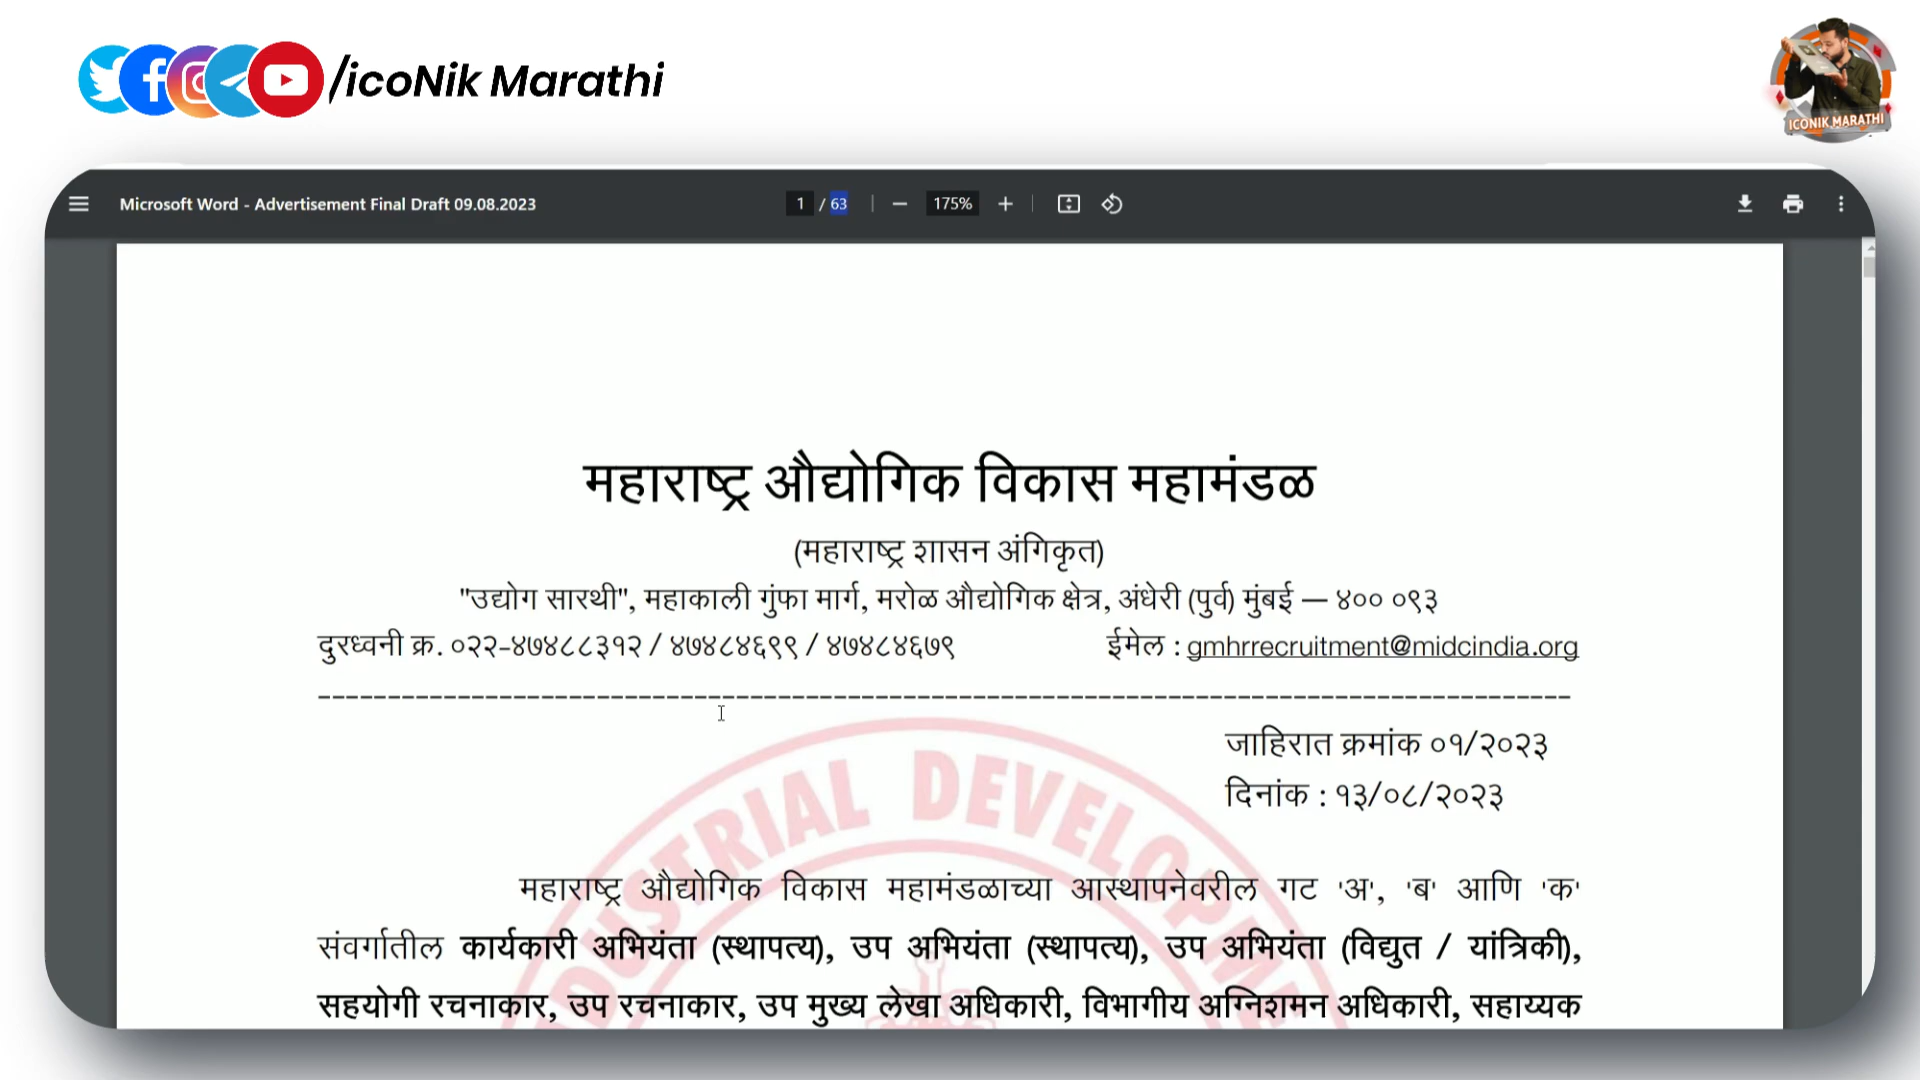 /icoNik Marathi
ICONIK MARATHI
Microsoft Word - Advertisement Final Draft 09.08.2023
1 / 63
175%
महाराष्ट्र औद्योगिक विकास महामंडळ
(महाराष्ट्र शासन अंगिकृत)
"उद्योग सारथी", महाकाली गुंफा मार्ग, मरोळ औद्योगिक क्षेत्र, अंधेरी (पुर्व) मुंबई — ४०० ०९३
दुरध्वनी क्र. ०२२-४७४८८३१२ / ४७४८४६९९ / ४७४८४६७९ ईमेल : gmhrrecruitment@midcindia.org
जाहिरात क्रमांक ०१/२०२३
दिनांक : १३/०८/२०२३
INDUSTRIAL DEVELOPMENT
महाराष्ट्र औद्योगिक विकास महामंडळाच्या आस्थापनेवरील गट 'अ', 'ब' आणि 'क'
संवर्गातील कार्यकारी अभियंता (स्थापत्य), उप अभियंता (स्थापत्य), उप अभियंता (विद्युत / यांत्रिकी),
सहयोगी रचनाकार, उप रचनाकार, उप मुख्य लेखा अधिकारी, विभागीय अग्निशमन अधिकारी, सहाय्यक